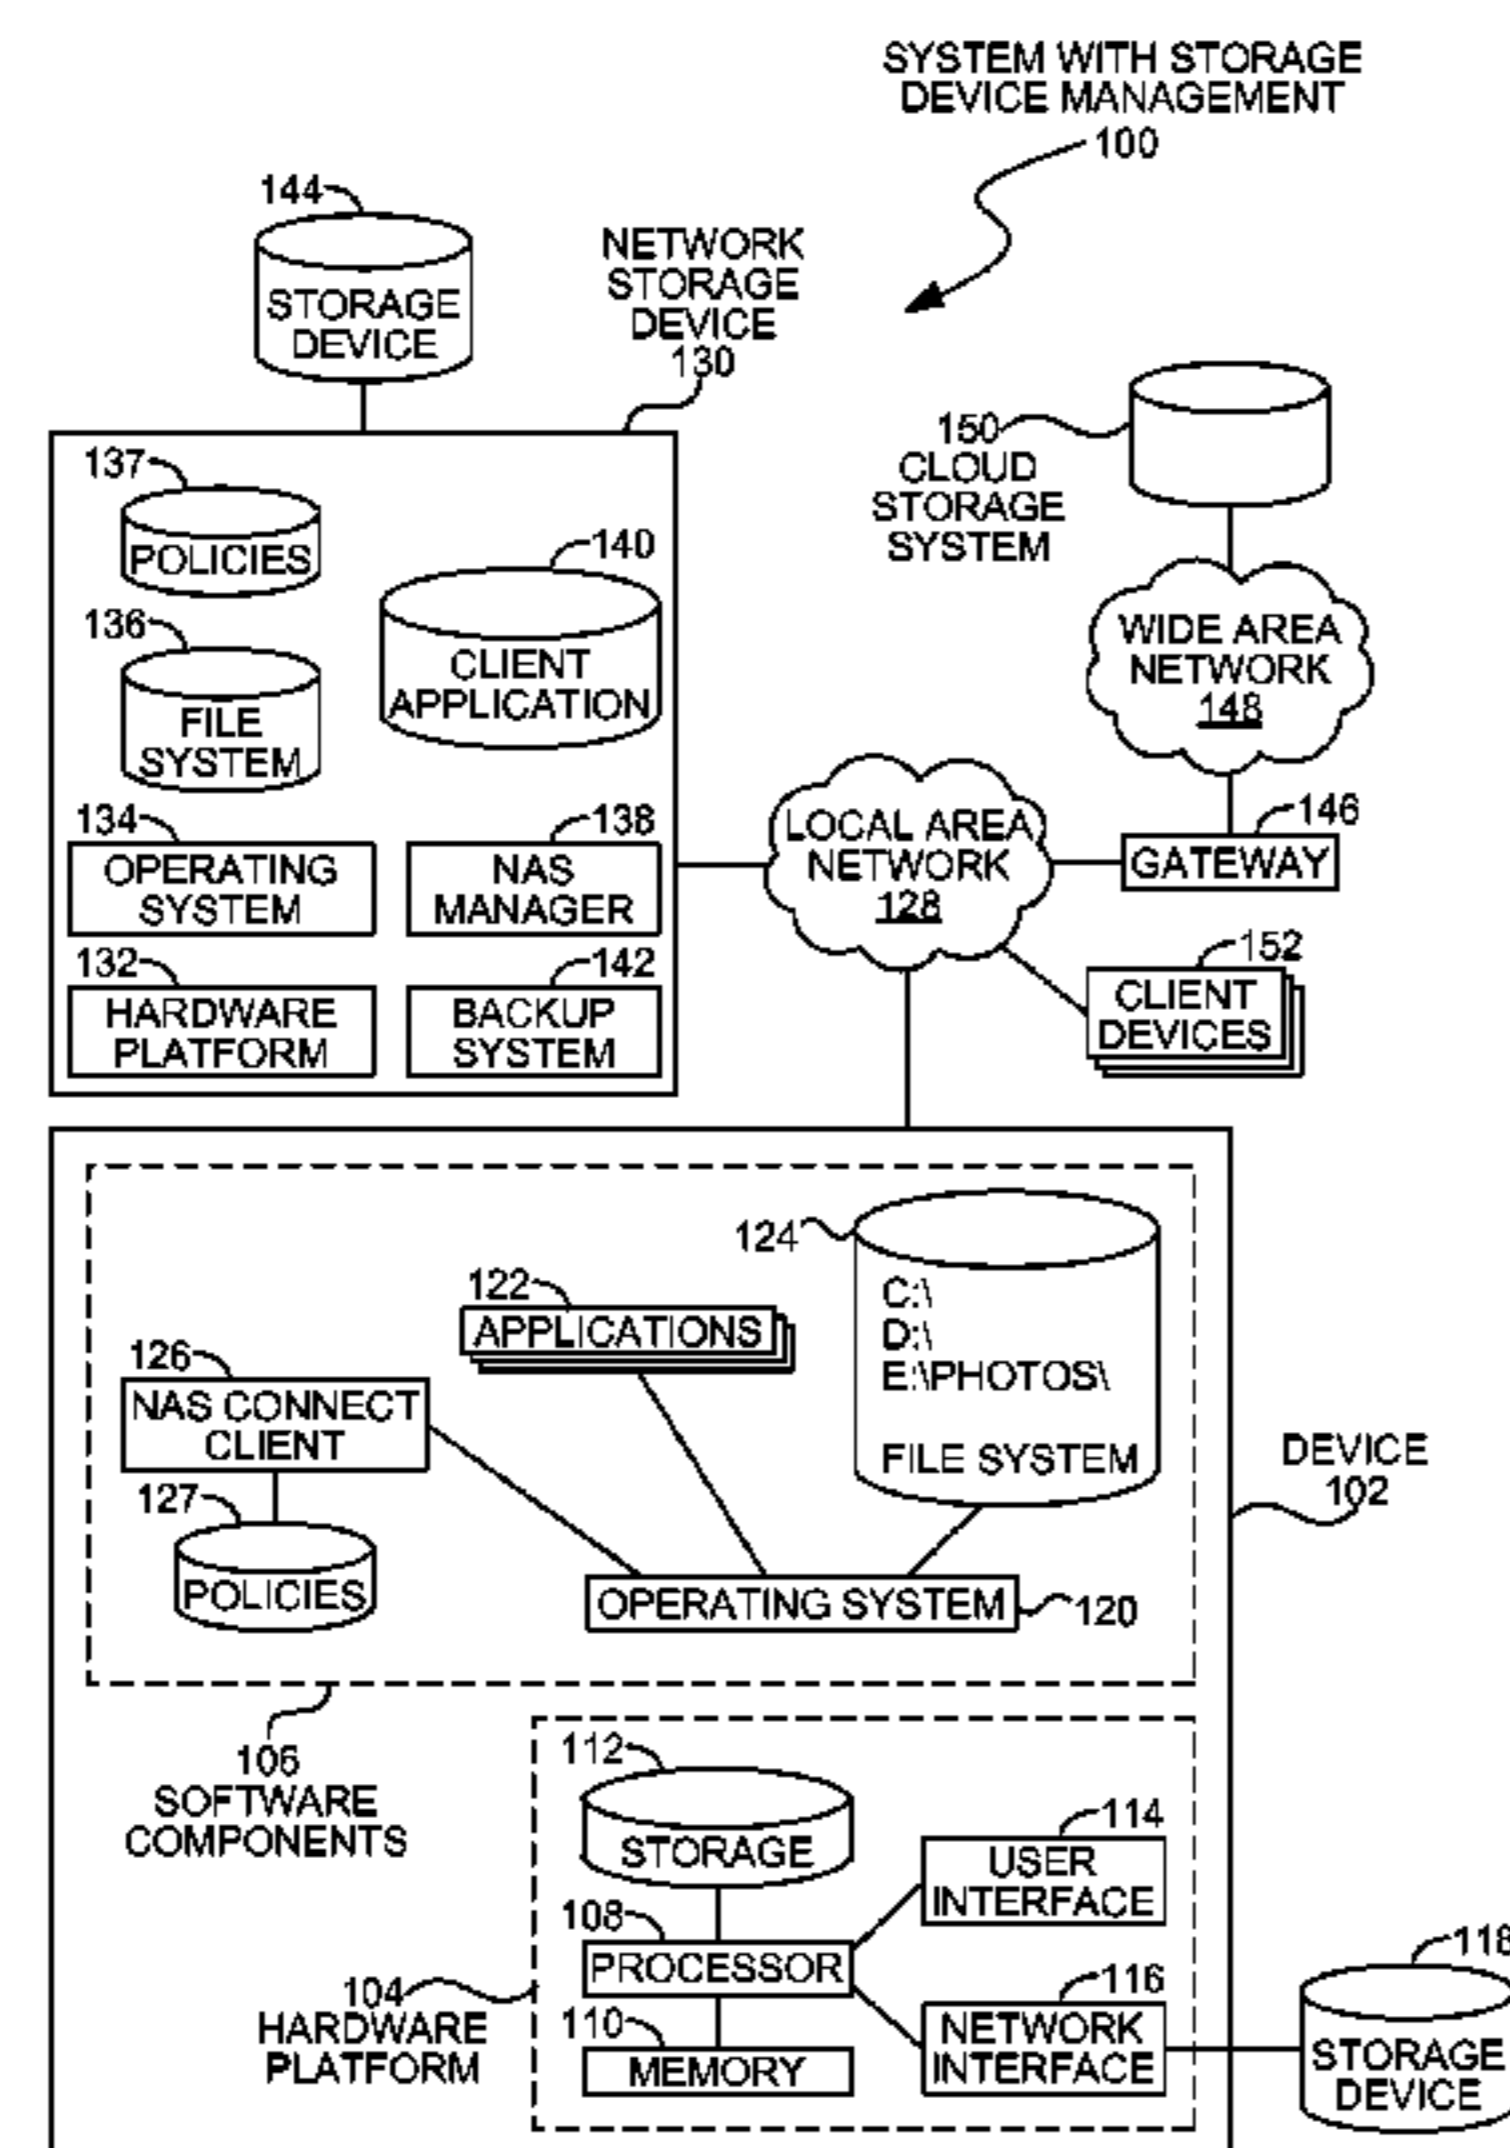 SYSTEM WITH STORAGE
DEVICE MANAGEMENT
100
144
STORAGE
DEVICE
NETWORK
STORAGE
DEVICE
130
150
CLOUD
STORAGE
SYSTEM
137
POLICIES
140
CLIENT
APPLICATION
136
FILE
SYSTEM
WIDE AREA
NETWORK
148
134
OPERATING
SYSTEM
138
NAS
MANAGER
LOCAL AREA
NETWORK
128
146
GATEWAY
132
HARDWARE
PLATFORM
142
BACKUP
SYSTEM
152
CLIENT
DEVICES
124
C:\
D:\
E:\PHOTOS\
FILE SYSTEM
122
APPLICATIONS
126
NAS CONNECT
CLIENT
127
POLICIES
OPERATING SYSTEM
120
DEVICE
102
106
SOFTWARE
COMPONENTS
112
STORAGE
114
USER
INTERFACE
108
PROCESSOR
104
HARDWARE
PLATFORM
110
MEMORY
116
NETWORK
INTERFACE
118
STORAGE
DEVICE